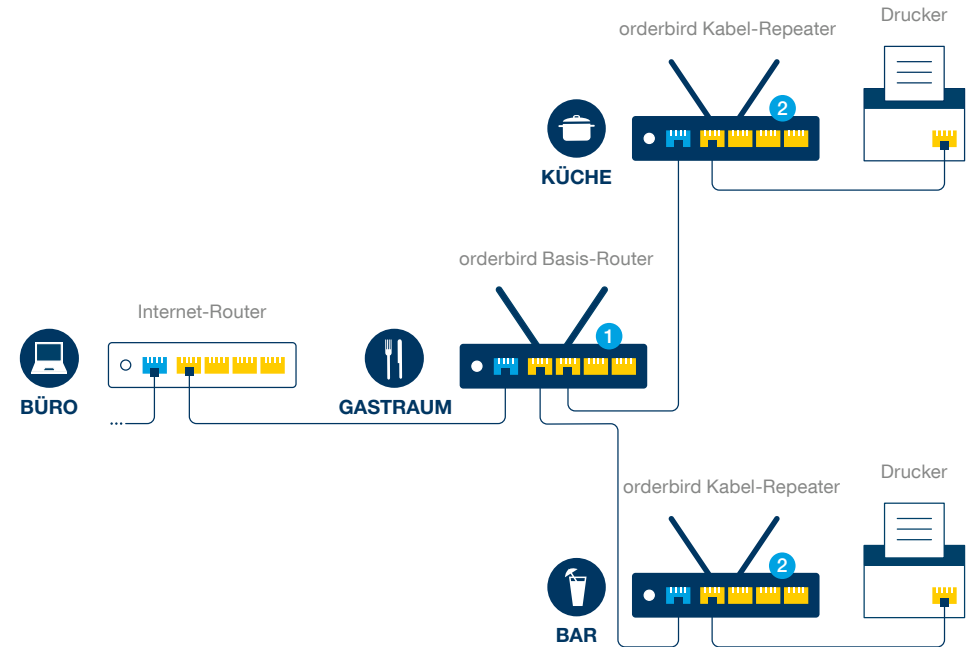 Drucker
orderbird Kabel-Repeater
2
KÜCHE
orderbird Basis-Router
Internet-Router
1
BÜRO
GASTRAUM
...
Drucker
orderbird Kabel-Repeater
2
BAR